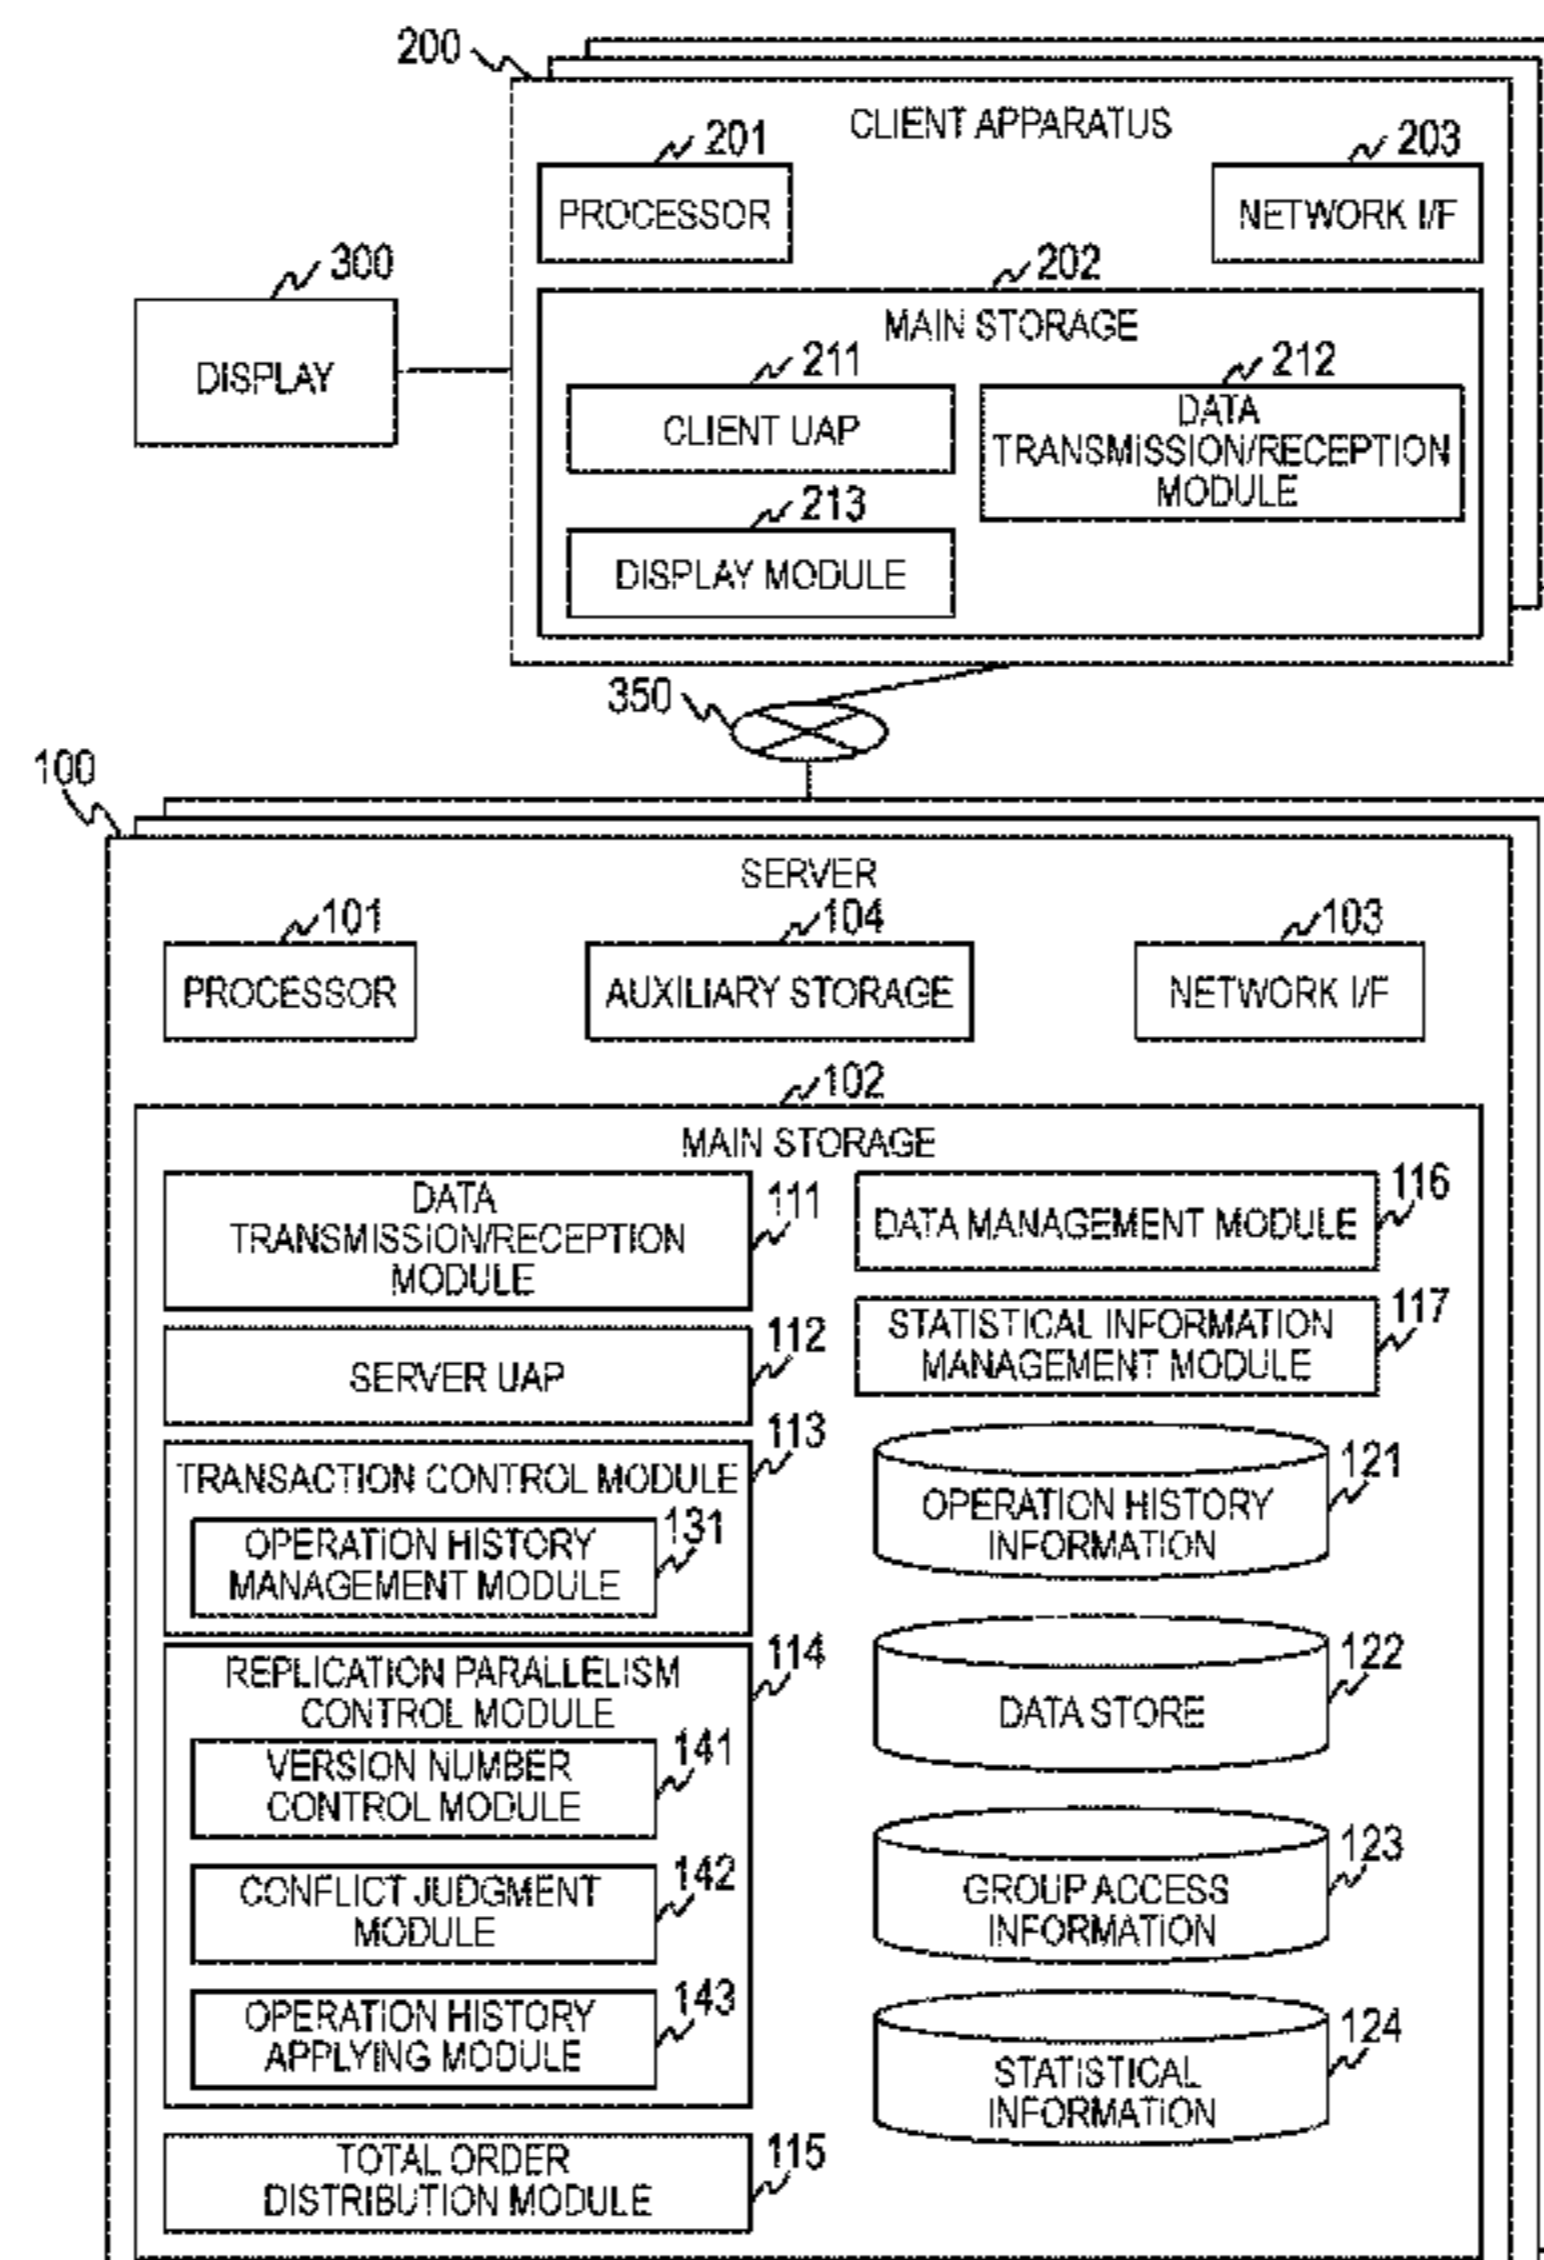 200
CLIENT APPARATUS
201
203
PROCESSOR
NETWORK I/F
300
202
DISPLAY
MAIN STORAGE
211
212
CLIENT UAP
DATA
TRANSMISSION/RECEPTION
MODULE
213
DISPLAY MODULE
350
100
SERVER
101
104
103
PROCESSOR
AUXILIARY STORAGE
NETWORK I/F
102
MAIN STORAGE
DATA
TRANSMISSION/RECEPTION
MODULE
111
SERVER UAP
112
TRANSACTION CONTROL MODULE
113
OPERATION HISTORY
MANAGEMENT MODULE
131
REPLICATION PARALLELISM
CONTROL MODULE
114
VERSION NUMBER
CONTROL MODULE
141
CONFLICT JUDGMENT
MODULE
142
OPERATION HISTORY
APPLYING MODULE
143
TOTAL ORDER
DISTRIBUTION MODULE
115
DATA MANAGEMENT MODULE
116
STATISTICAL INFORMATION
MANAGEMENT MODULE
117
OPERATION HISTORY
INFORMATION
121
DATA STORE
122
GROUP ACCESS
INFORMATION
123
STATISTICAL
INFORMATION
124